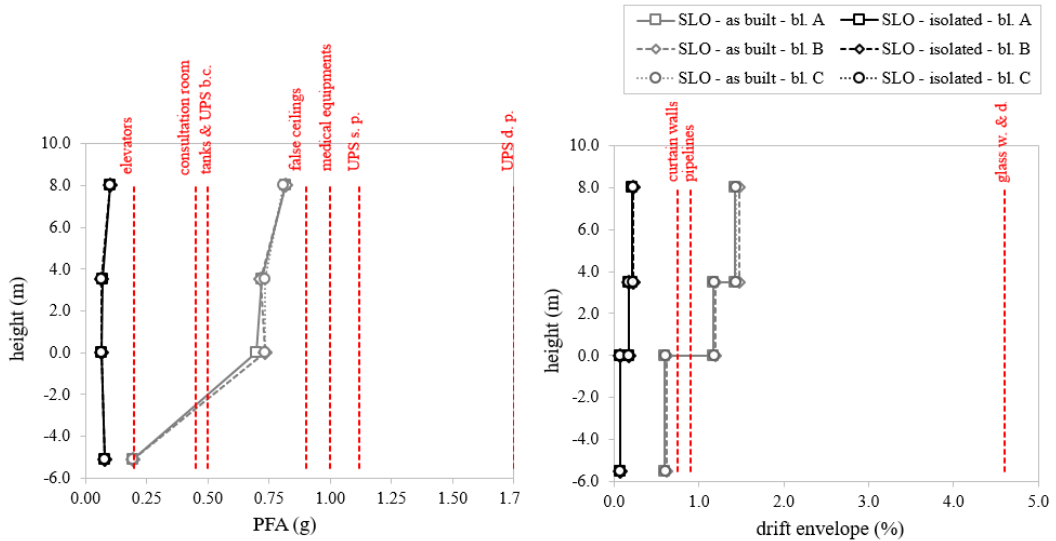 SLO - as built - bl. A
SLO - isolated - bl. A
SLO - as built - bl. B
SLO - isolated - bl. B
SLO - as built - bl. C
SLO - isolated - bl. C
elevators
consultation room
tanks & UPS b.c.
false ceilings
medical equipments
UPS s. p.
UPS d. p.
10.0
8.0
6.0
4.0
2.0
0.0
-2.0
-4.0
-6.0
height (m)
0.00
0.25
0.50
0.75
1.00
1.25
1.50
1.7
PFA (g)
curtain walls
pipelines
glass w. & d.
10.0
8.0
6.0
4.0
2.0
0.0
-2.0
-4.0
-6.0
height (m)
0.0
1.0
2.0
3.0
4.0
5.0
drift envelope (%)